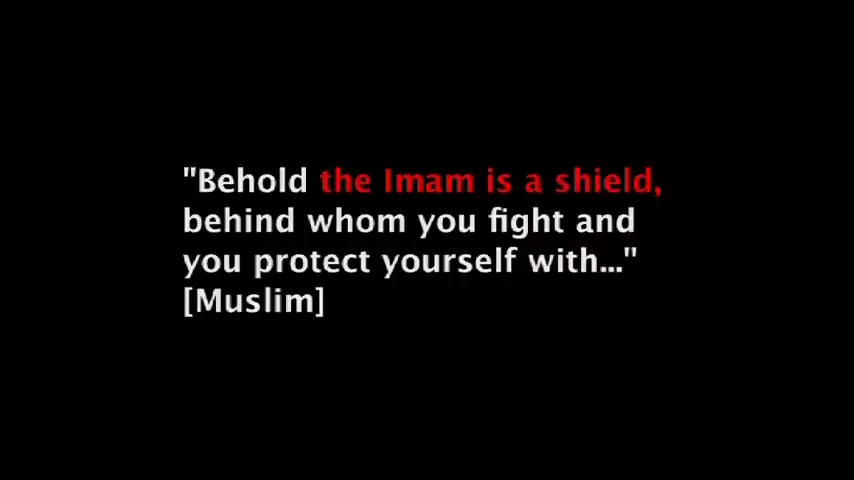 "Behold the Imam is a shield,
behind whom you fight and
you protect yourself with..."
[Muslim]